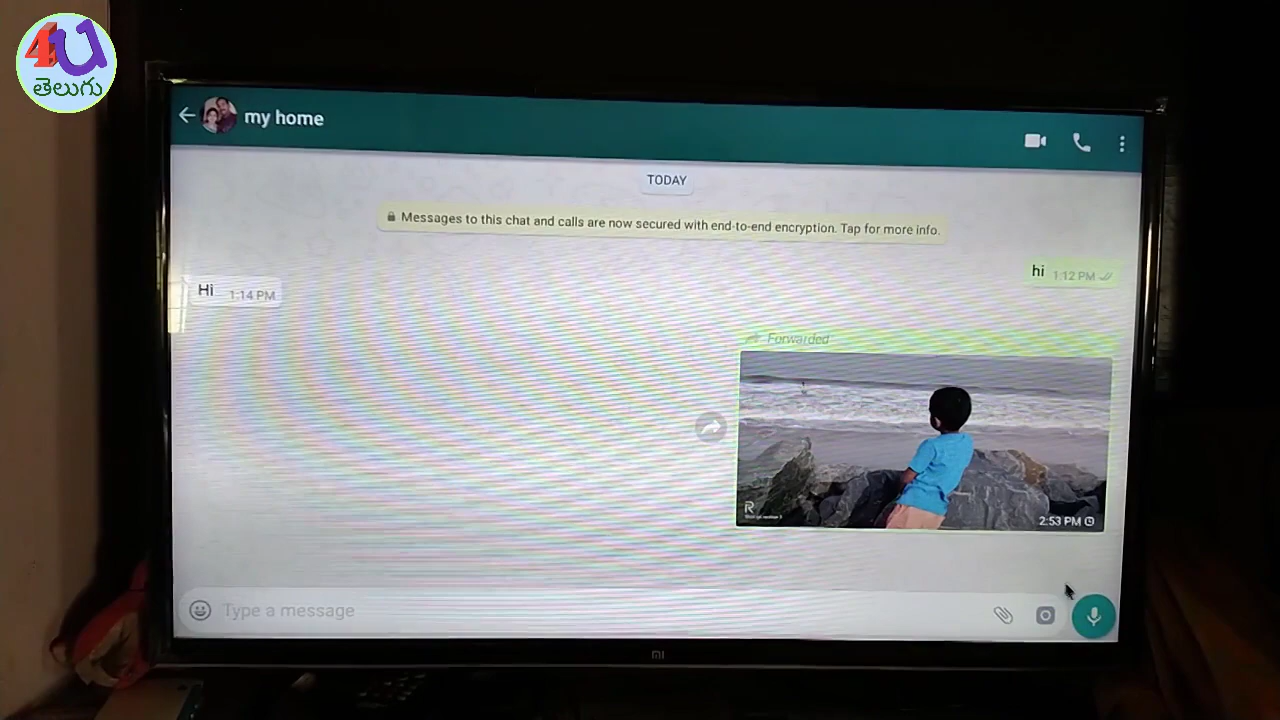 4U
తెలుగు
my home
TODAY
Messages to this chat and calls are now secured with end-to-end encryption. Tap for more info.
hi 1:12 PM
Hi 1:14 PM
Forwarded
R
2:53 PM
Type a message
mi